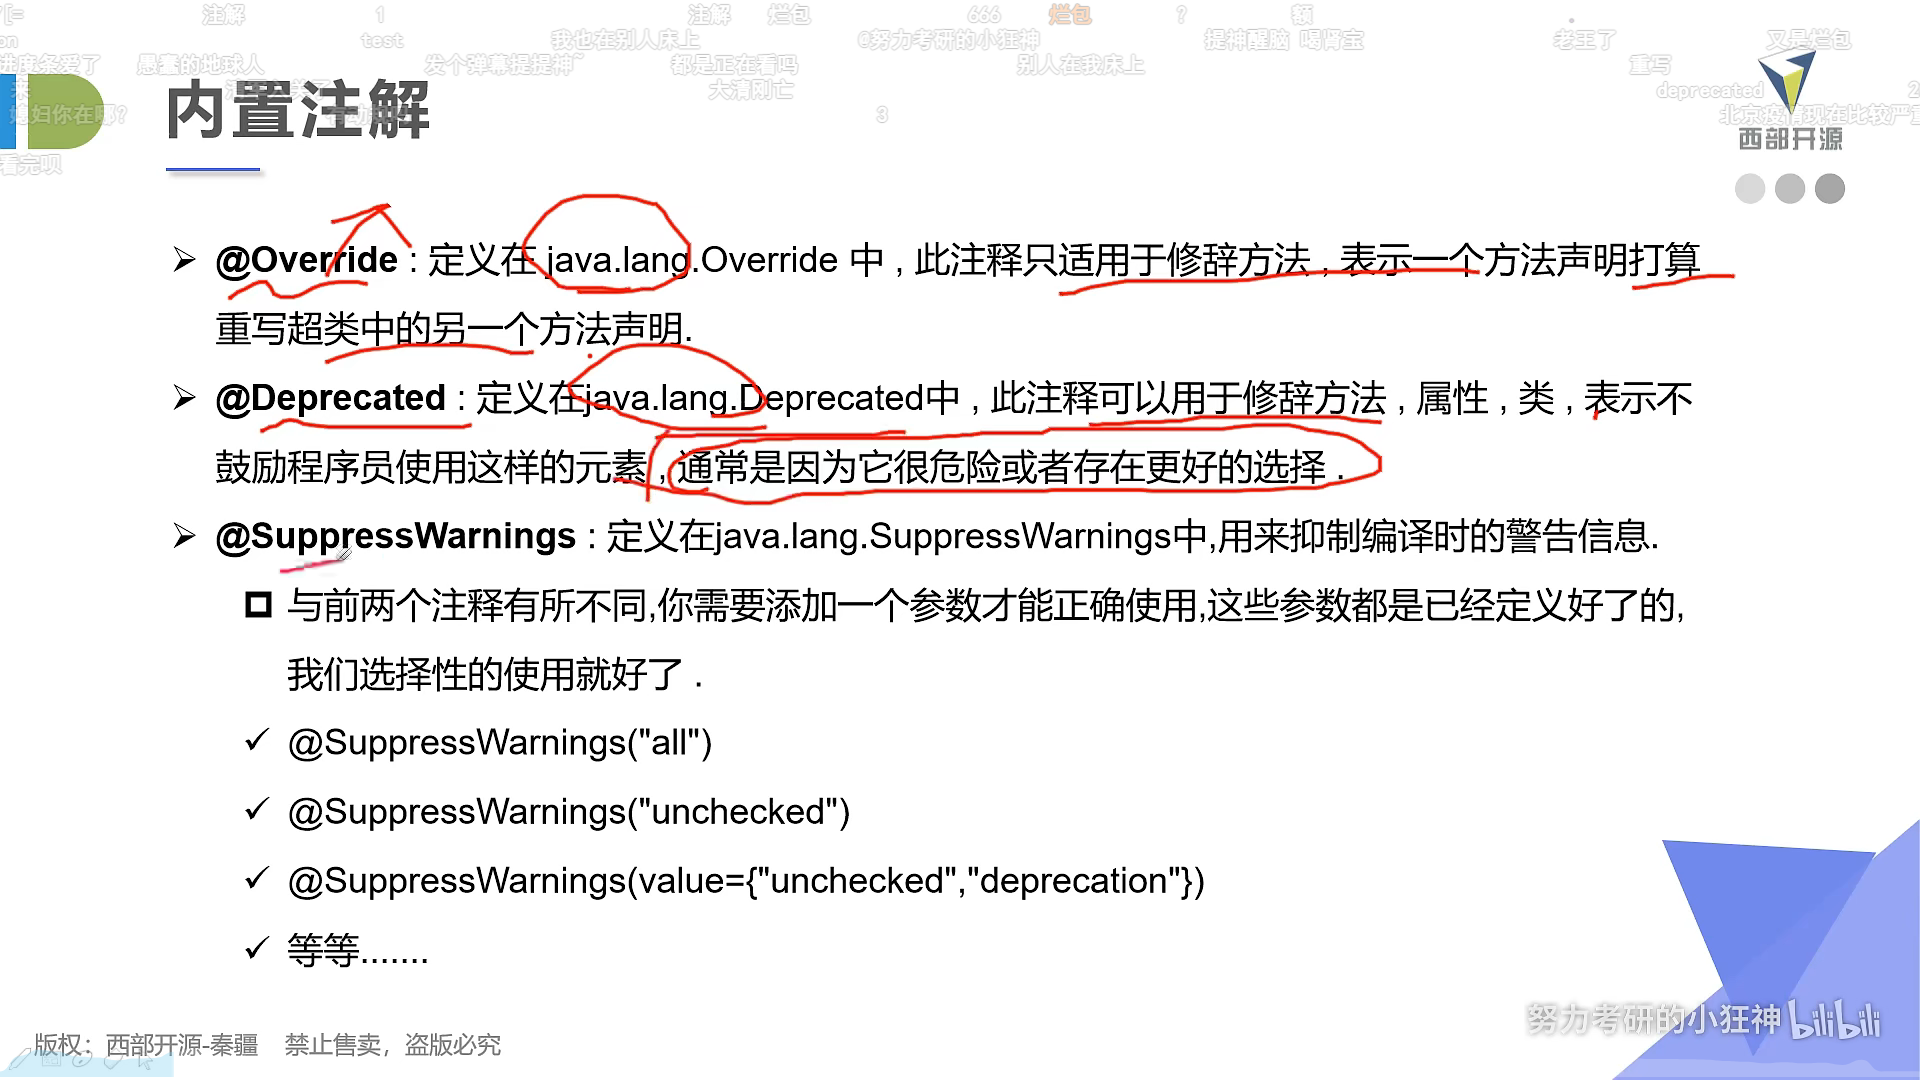 注解 1 注解 烂包 666 烂包 ? 额
test 我也在别人床上 @努力考研的小狂神 提神醒脑 喝肾宝 老王了 又是烂包
进度条爱了 愚蠢的地球人 发个弹幕提提神~ 都是正在看吗 别人在我床上 重写
大清刚亡 deprecated
媳妇你在哪? 3 北京疫情现在比较严重
看完呗
内置注解
西部开源
@Override : 定义在 java.lang.Override 中 , 此注释只适用于修辞方法 , 表示一个方法声明打算
重写超类中的另一个方法声明.
@Deprecated : 定义在java.lang.Deprecated中 , 此注释可以用于修辞方法 , 属性 , 类 , 表示不
鼓励程序员使用这样的元素 , 通常是因为它很危险或者存在更好的选择 .
@SuppressWarnings : 定义在java.lang.SuppressWarnings中,用来抑制编译时的警告信息.
与前两个注释有所不同,你需要添加一个参数才能正确使用,这些参数都是已经定义好了的,
我们选择性的使用就好了 .
@SuppressWarnings("all")
@SuppressWarnings("unchecked")
@SuppressWarnings(value={"unchecked","deprecation"})
等等.......
努力考研的小狂神 bilibili
版权：西部开源-秦疆 禁止售卖，盗版必究